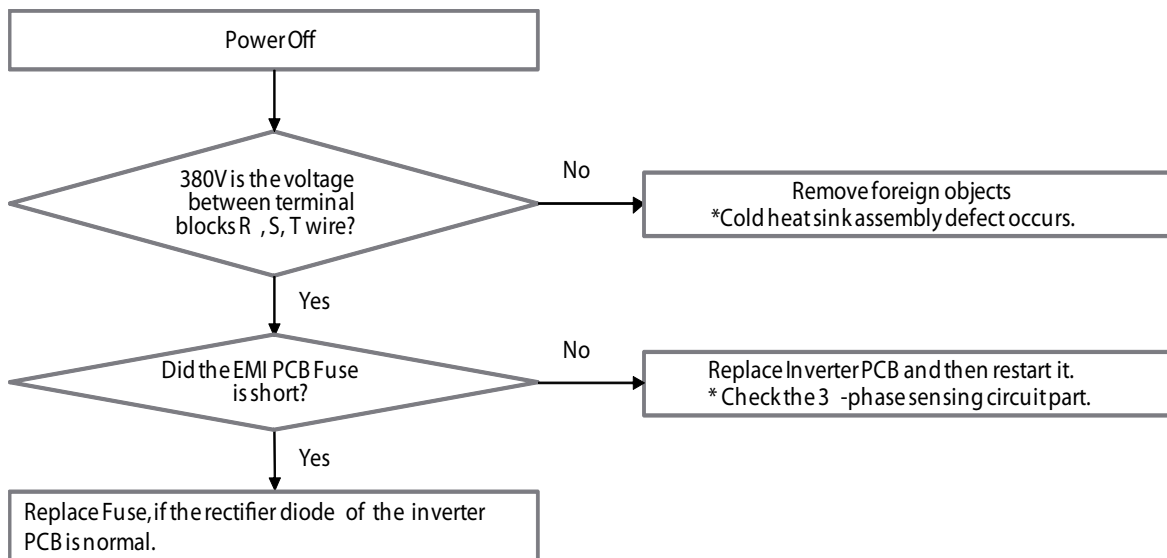 Power Off
380V is the voltage
between terminal
blocks R , S, T wire?
No
Remove foreign objects
*Cold heat sink assembly defect occurs.
Yes
Did the EMI PCB Fuse
is short?
No
Replace Inverter PCB and then restart it.
* Check the 3 -phase sensing circuit part.
Yes
Replace Fuse, if the rectifier diode of the inverter
PCB is normal.